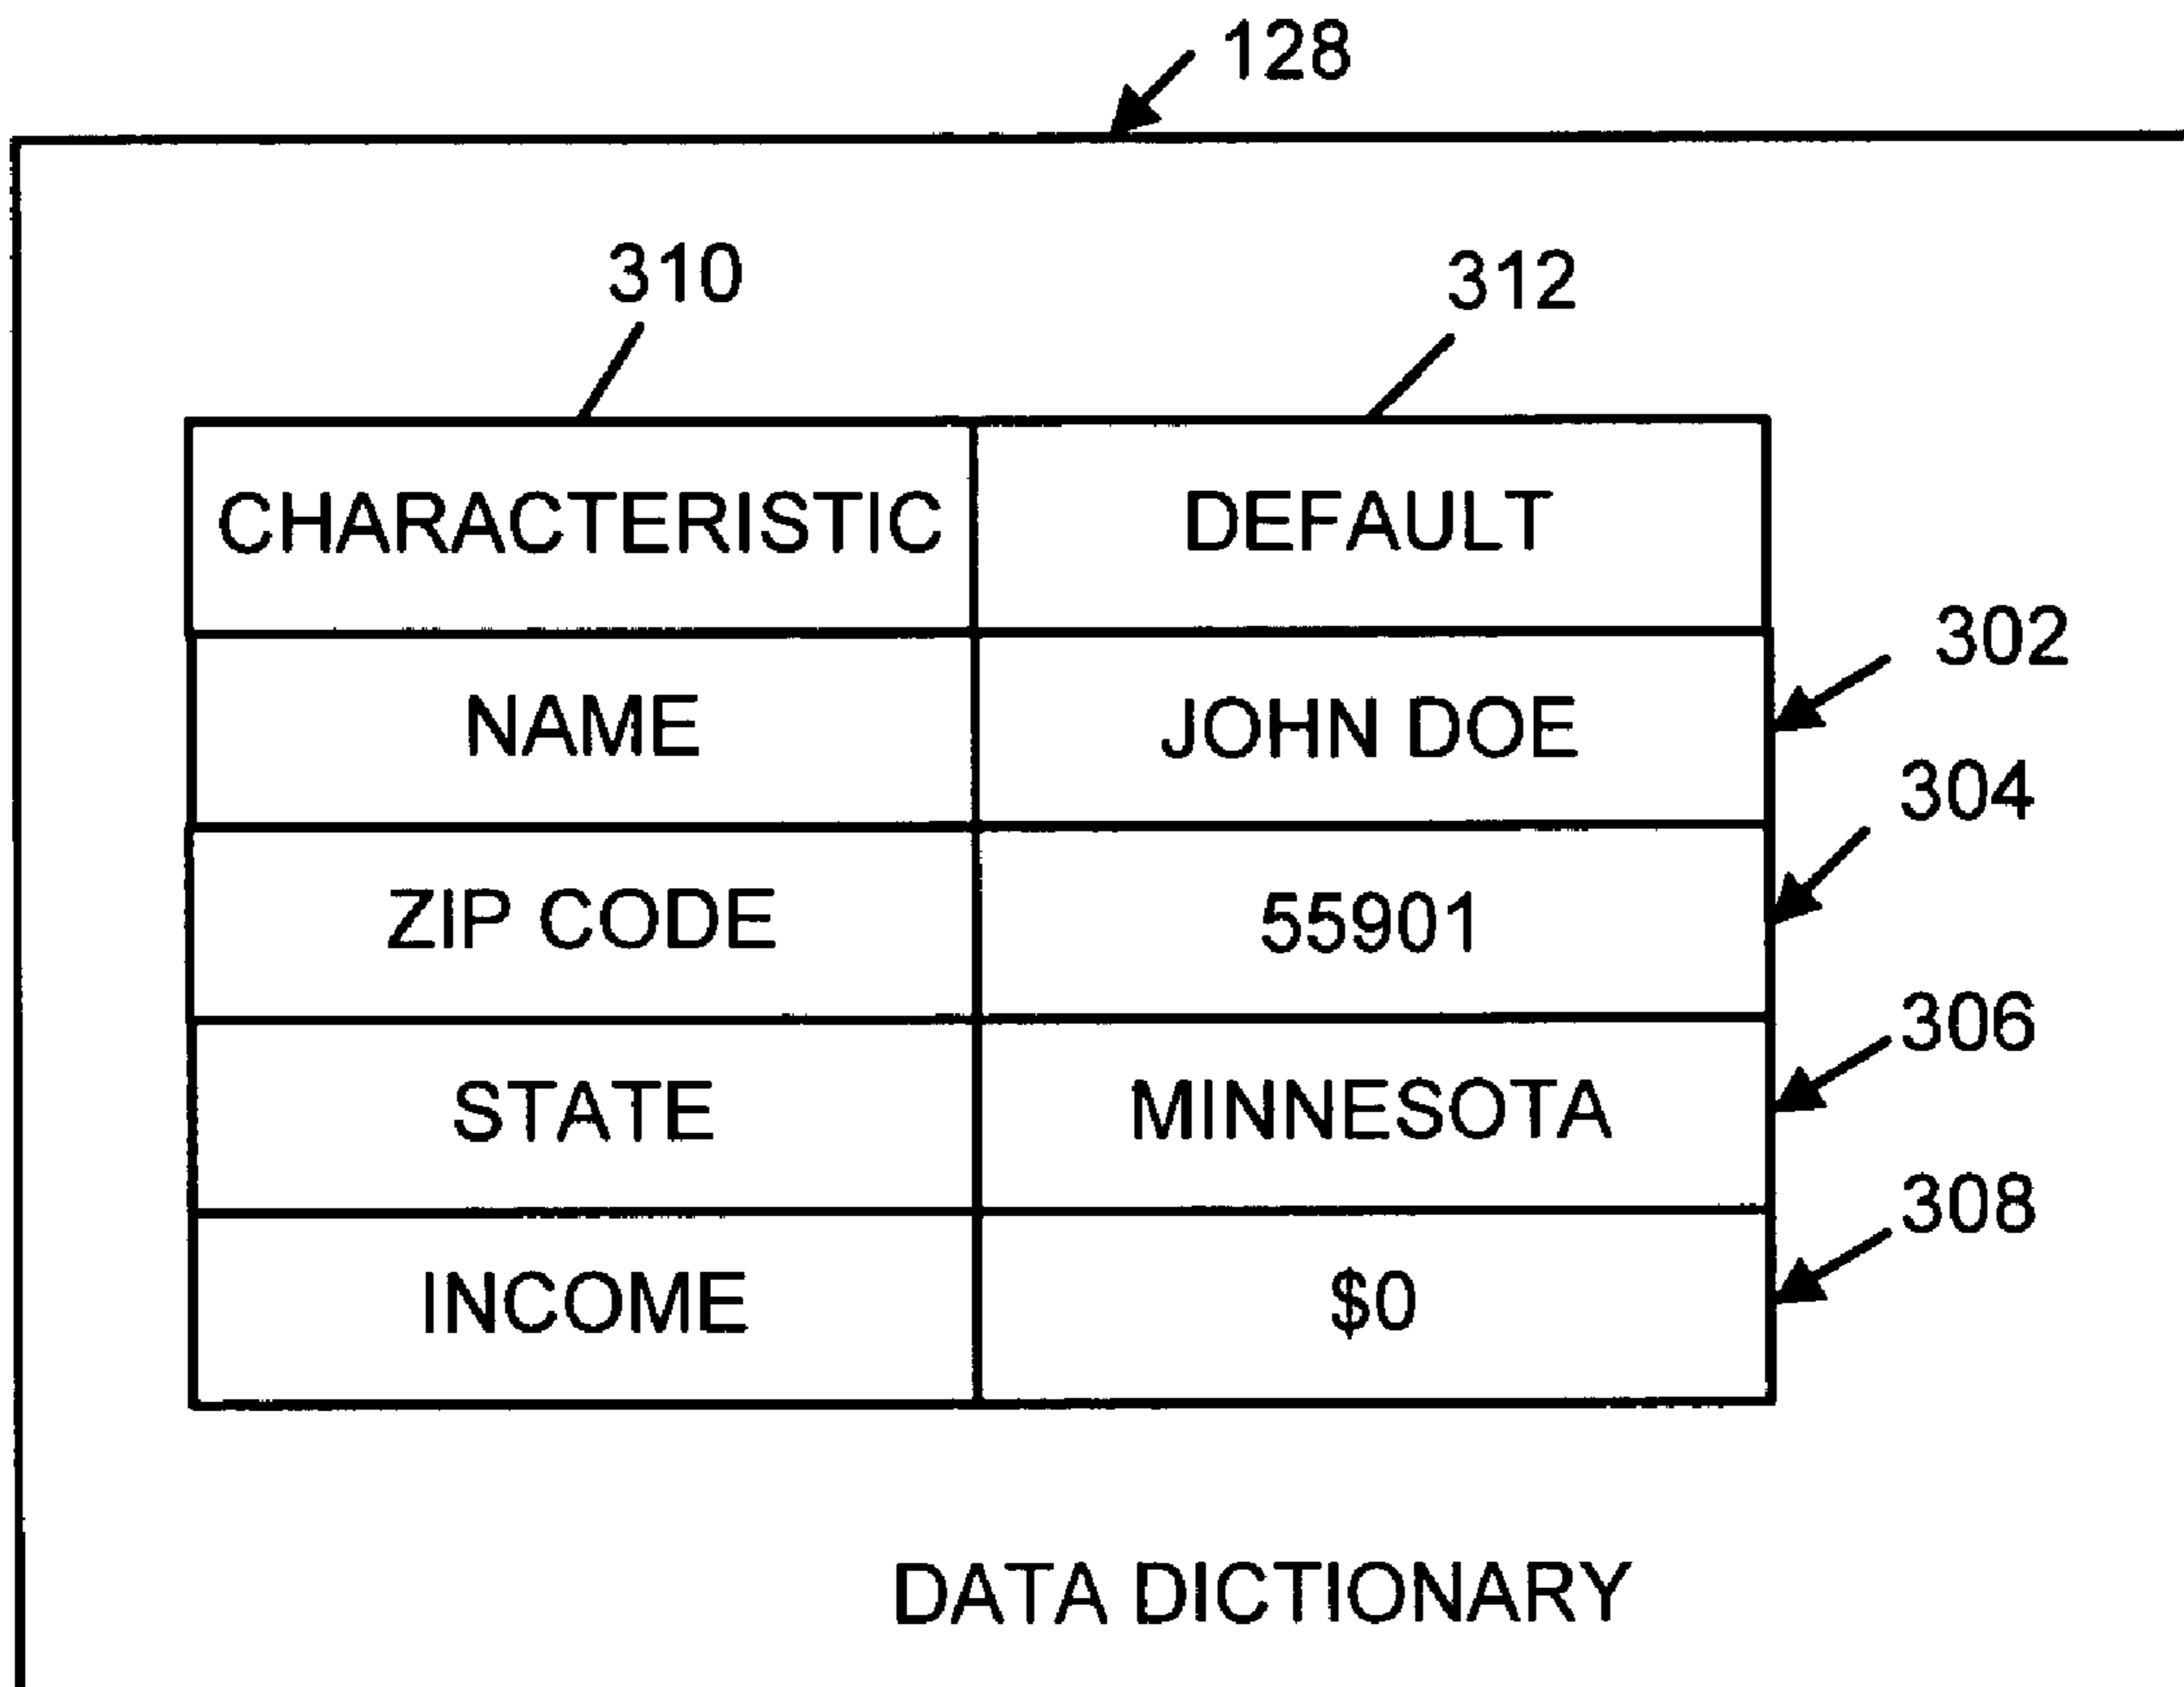 128
310 312
CHARACTERISTIC DEFAULT
302
NAME JOHN DOE
304
ZIP CODE 55901
306
STATE MINNESOTA
308
INCOME $0
DATA DICTIONARY